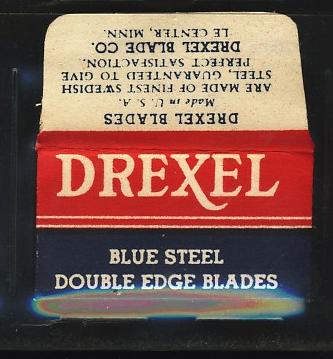 DREXEL BLADES
Made in U. S. A.
ARE MADE OF FINEST SWEDISH
STEEL, GUARANTEED TO GIVE
PERFECT SATISFACTION.
DREXEL BLADE CO.
LE CENTER, MINN.
DREXEL
BLUE STEEL
DOUBLE EDGE BLADES